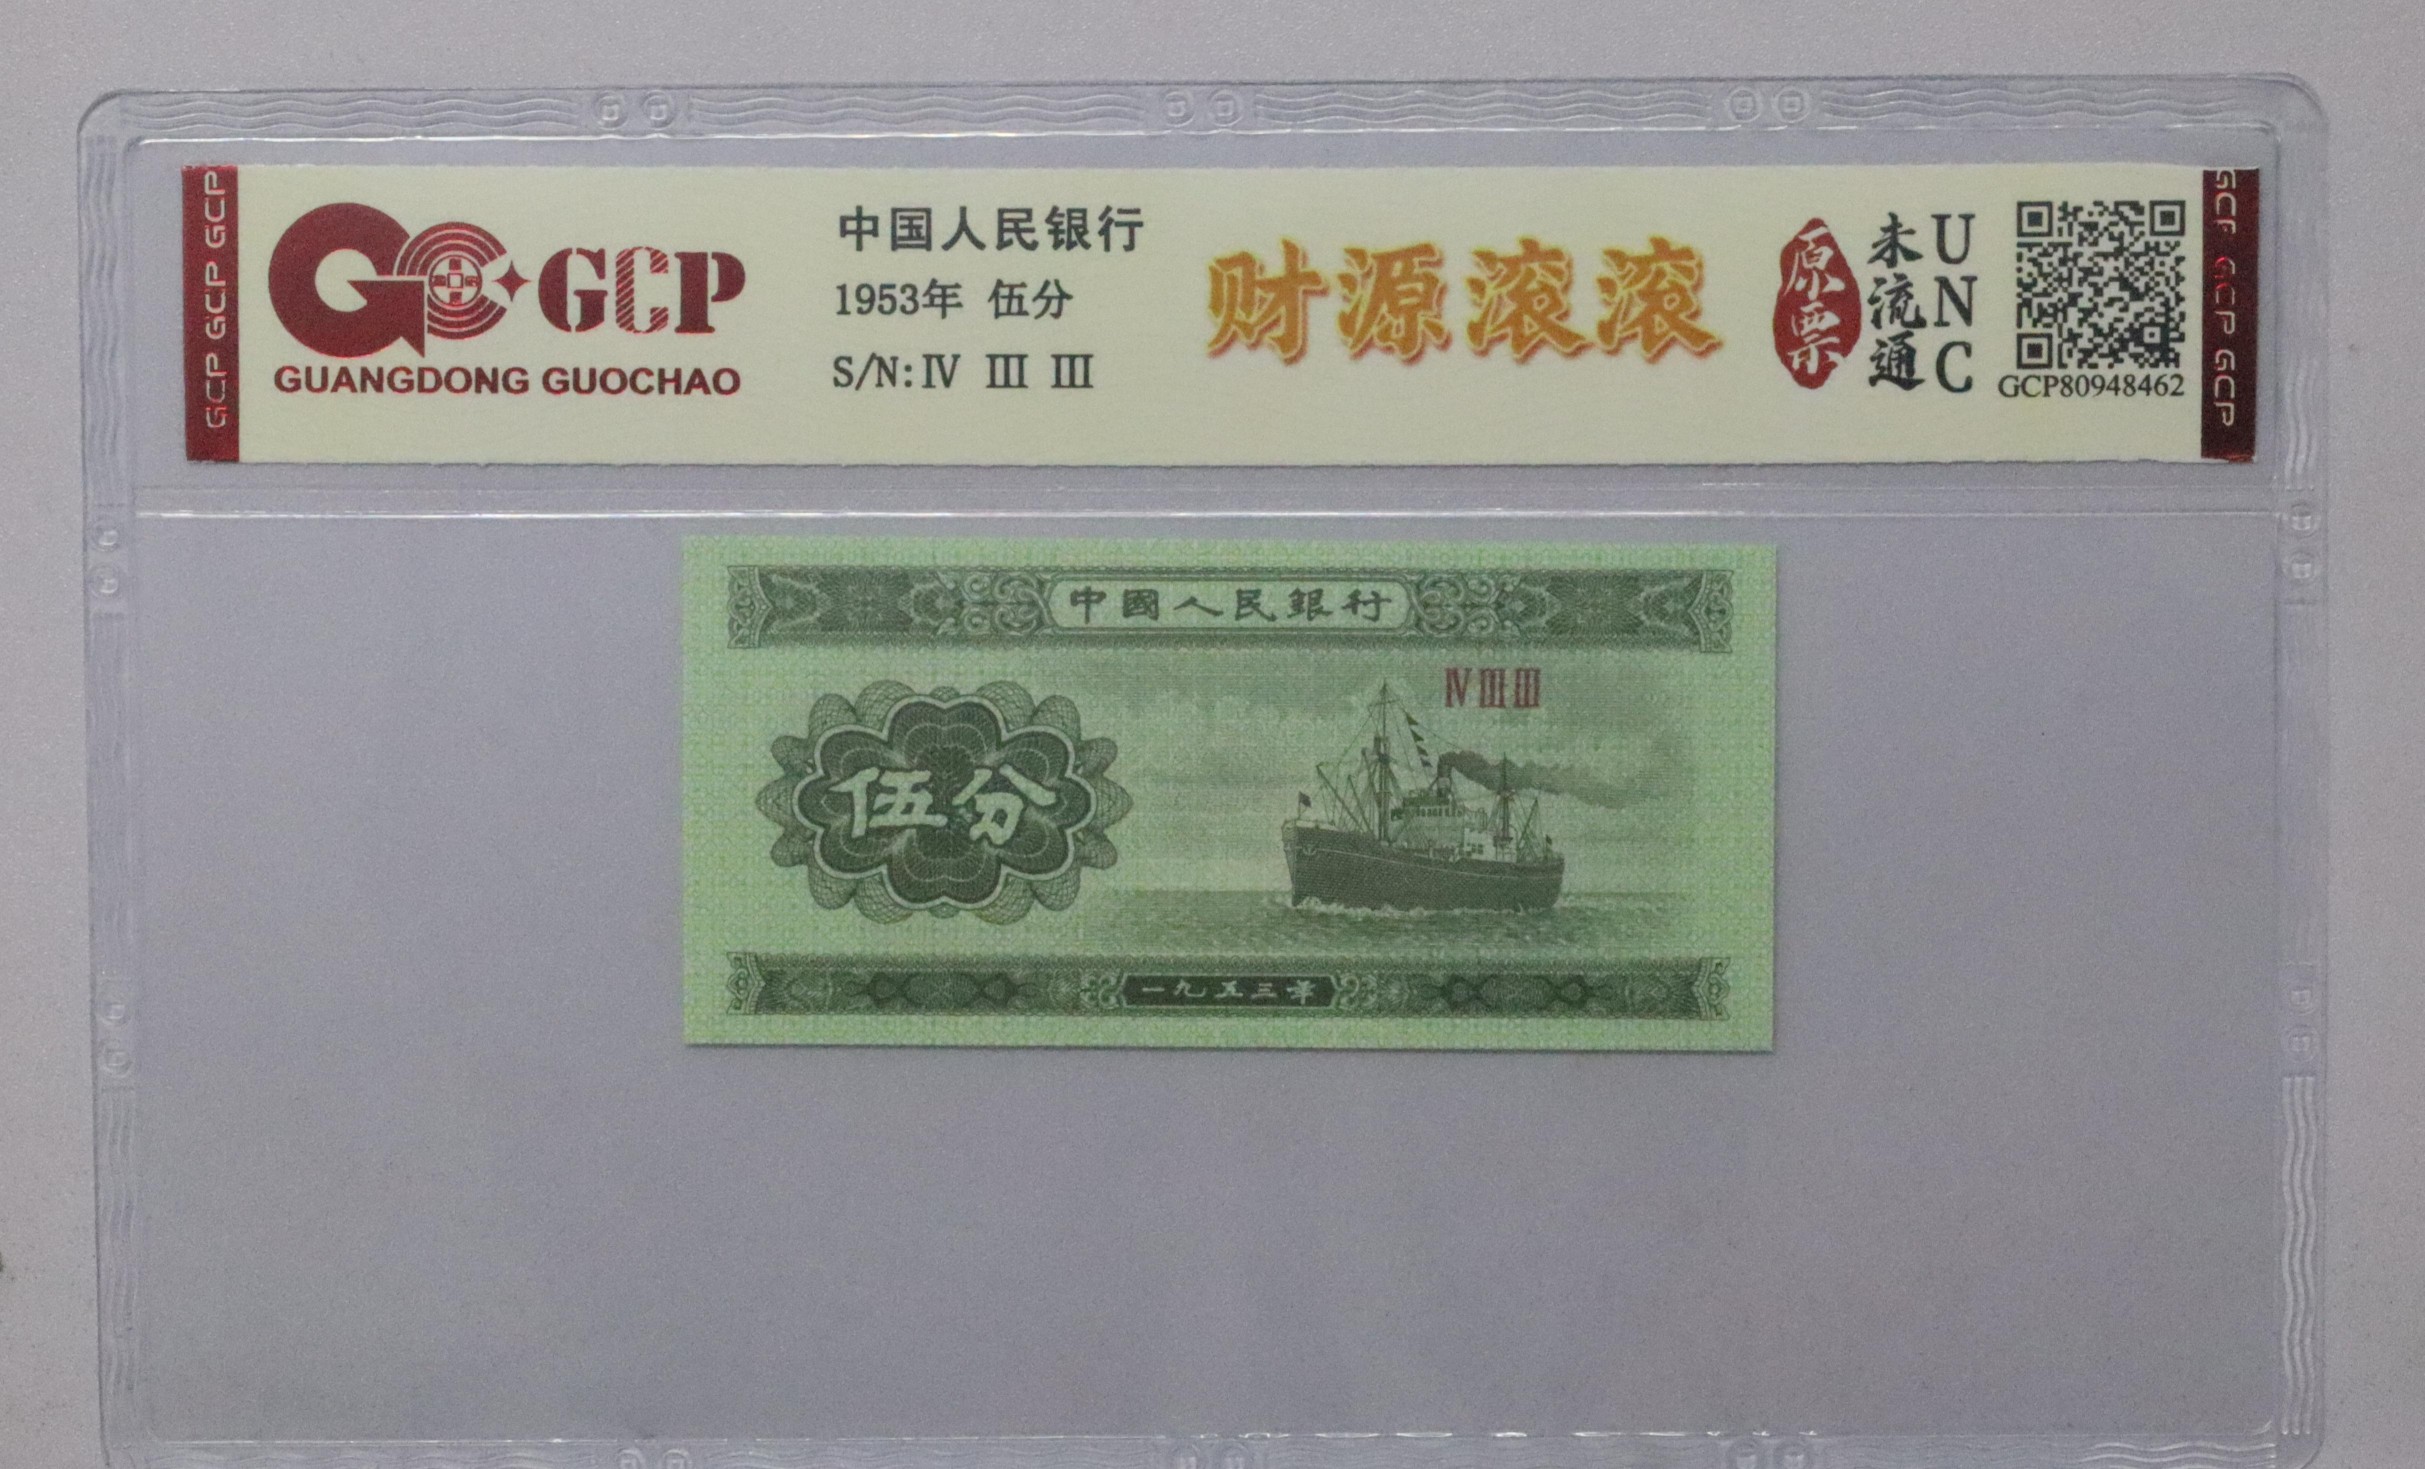 GCP GCP GCP
GCP
GUANGDONG GUOCHAO
中国人民银行
1953年 伍分
S/N: Ⅳ Ⅲ Ⅲ
财源滚滚
原票
未流通
UNC
GCP80948462
GCP GCP GCP
中國人民銀行
ⅣⅢⅢ
伍分
一九五三年